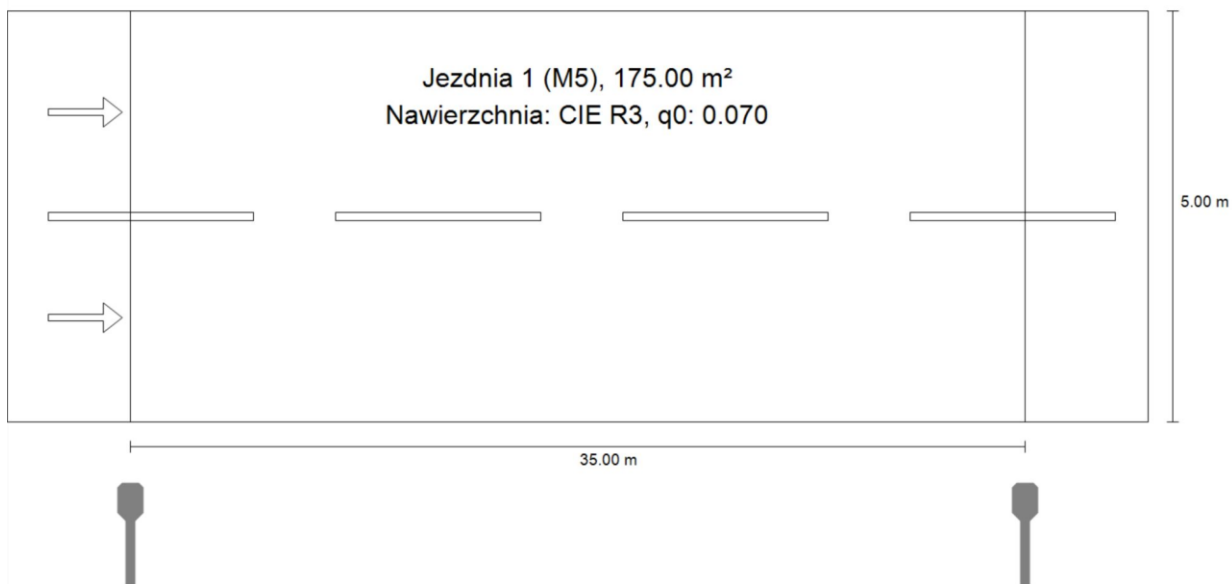 Jezdnia 1 (M5), 175.00 m²
Nawierzchnia: CIE R3, q0: 0.070
5.00 m
35.00 m